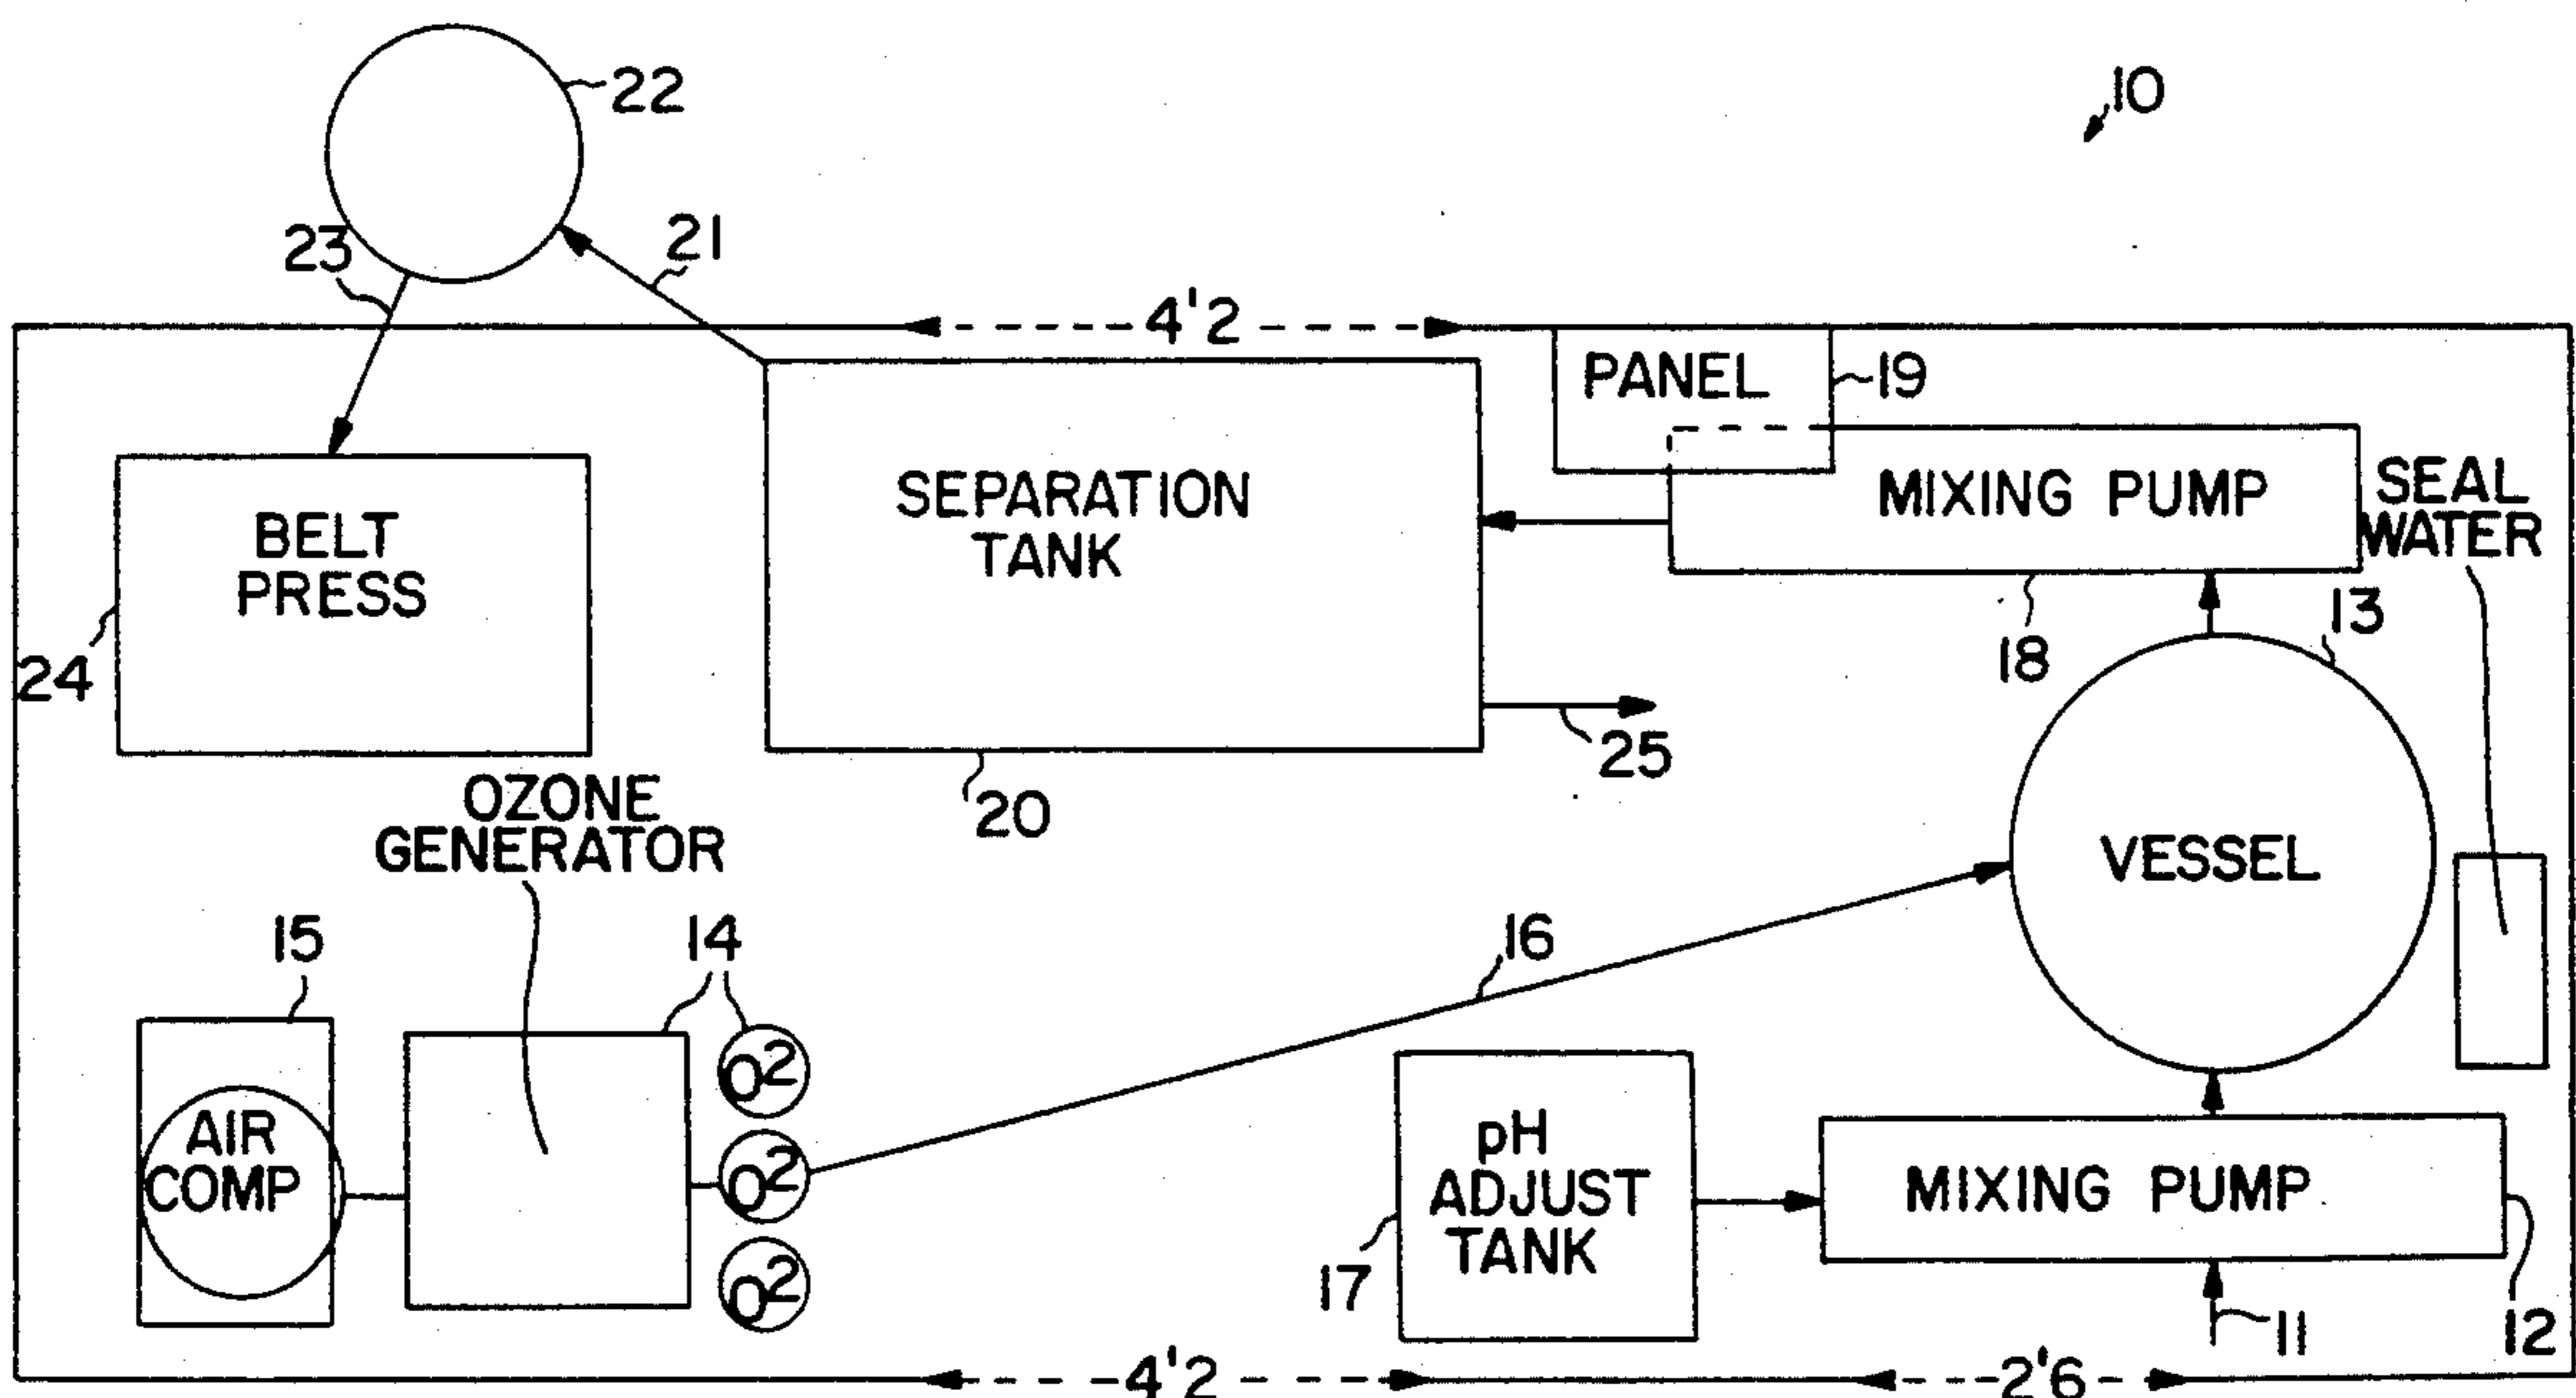 22
10
23
21
4'2
PANEL
19
SEPARATION
TANK
MIXING PUMP
SEAL
WATER
BELT
PRESS
24
18
13
25
20
OZONE
GENERATOR
VESSEL
15
14
16
O2
O2
O2
AIR
COMP
pH
ADJUST
TANK
17
MIXING PUMP
11
12
4'2
2'6